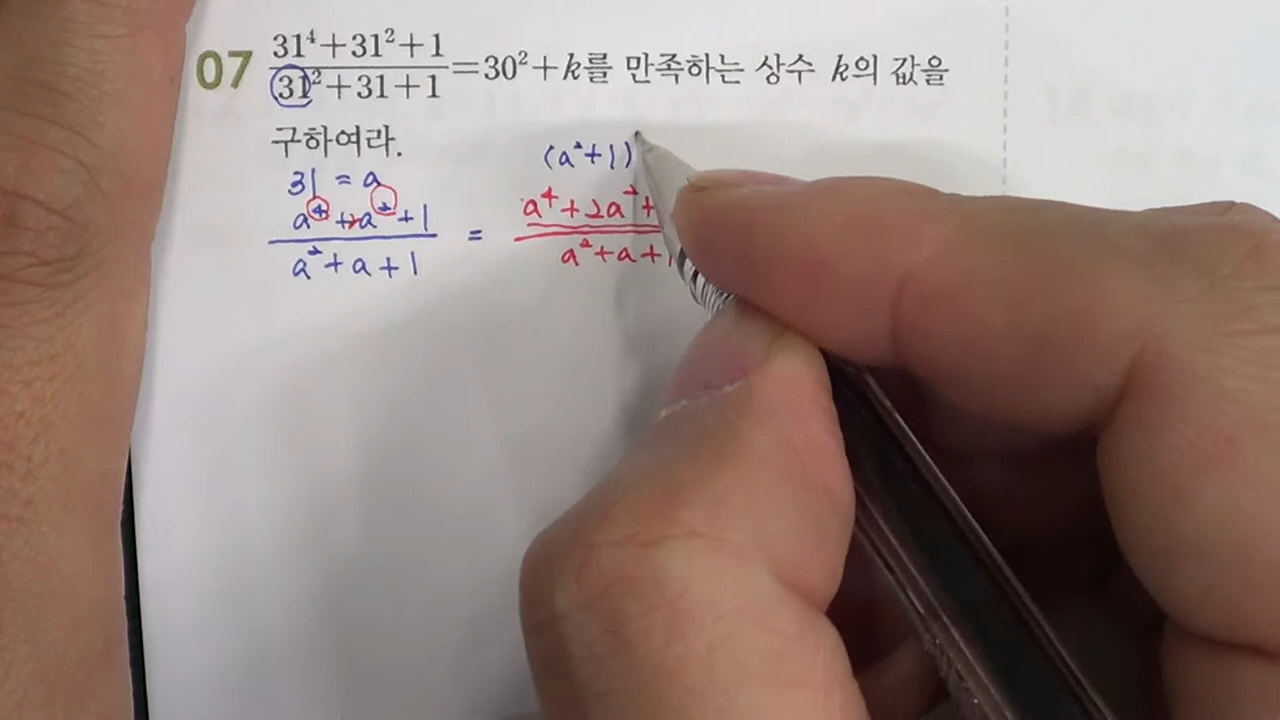 07 31⁴+31²+1 / 31²+31+1 = 30²+k를 만족하는 상수 k의 값을
구하여라.
(a²+1)
31 = a
a⁴+a²+1 / a²+a+1 = a⁴+2a²+ / a²+a+1